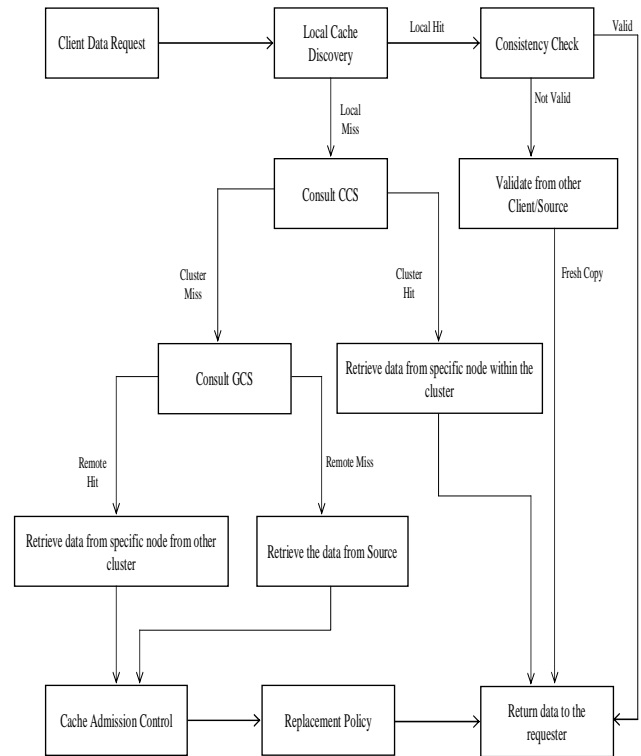 Client Data Request
Local Cache
Discovery
Local Hit
Consistency Check
Valid
Local
Miss
Not Valid
Consult CCS
Validate from other
Client/Source
Cluster
Miss
Cluster
Hit
Fresh Copy
Consult GCS
Retrieve data from specific node within the
cluster
Remote
Hit
Remote Miss
Retrieve data from specific node from other
cluster
Retrieve the data from Source
Cache Admission Control
Replacement Policy
Return data to the
requester